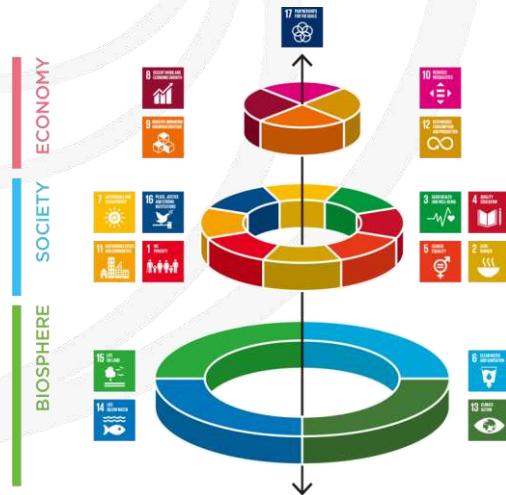 17 PARTNERSHIPS
FOR THE GOALS
ECONOMY
8 DECENT WORK AND
ECONOMIC GROWTH
10 REDUCED
INEQUALITIES
9 INDUSTRY, INNOVATION
AND INFRASTRUCTURE
12 RESPONSIBLE
CONSUMPTION
AND PRODUCTION
SOCIETY
7 AFFORDABLE AND
CLEAN ENERGY
16 PEACE, JUSTICE
AND STRONG
INSTITUTIONS
3 GOOD HEALTH
AND WELL-BEING
4 QUALITY
EDUCATION
11 SUSTAINABLE CITIES
AND COMMUNITIES
1 NO
POVERTY
5 GENDER
EQUALITY
2 ZERO
HUNGER
BIOSPHERE
15 LIFE
ON LAND
6 CLEAN WATER
AND SANITATION
14 LIFE
BELOW WATER
13 CLIMATE
ACTION